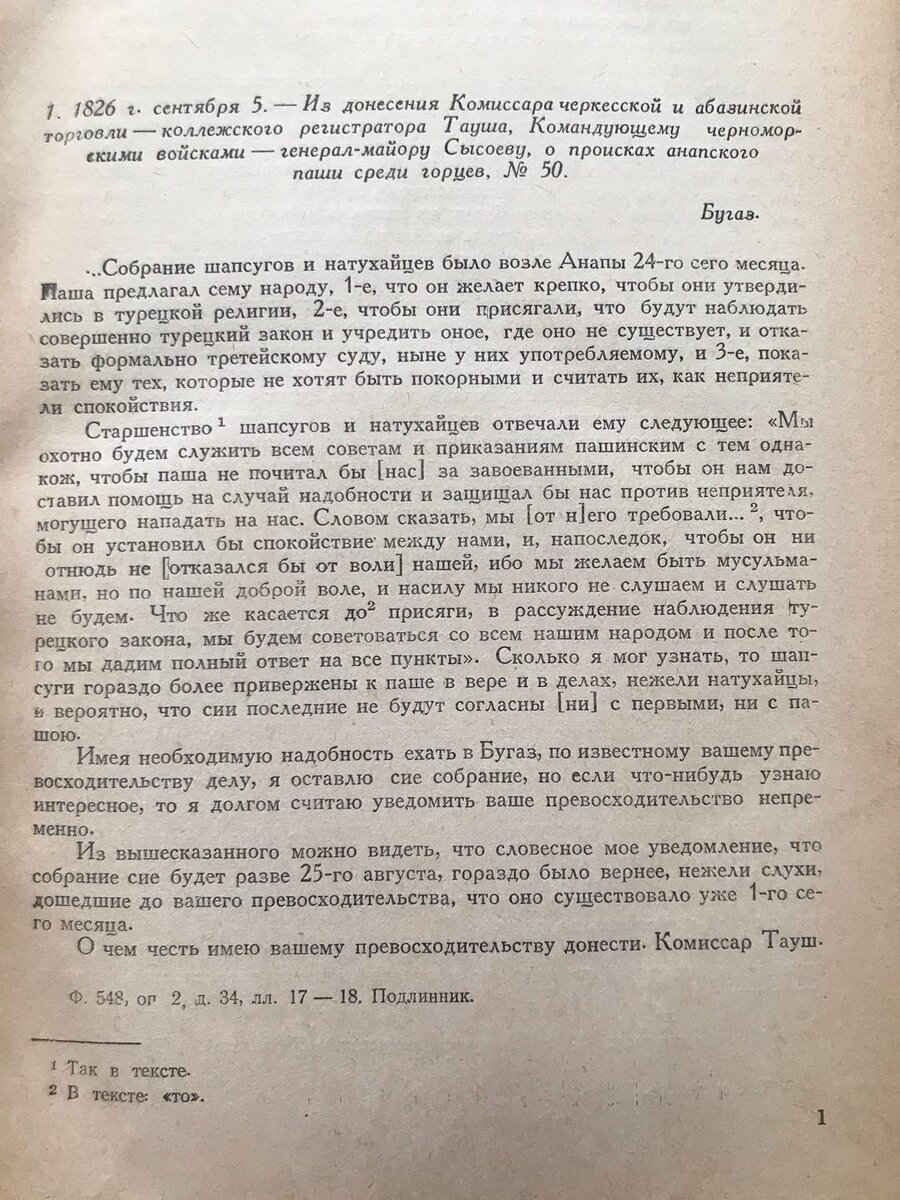 1. 1826 г. сентября 5. — Из донесения Комиссара черкесской и абазинской
торговли — коллежского регистратора Тауша, Командующему черномор-
скими войсками — генерал-майору Сысоеву, о происках анапского
паши среди горцев, № 50.
Бугаз.
...Собрание шапсугов и натухайцев было возле Анапы 24-го сего месяца.
Паша предлагал сему народу, 1-е, что он желает крепко, чтобы они утверди-
лись в турецкой религии, 2-е, чтобы они присягали, что будут наблюдать
совершенно турецкий закон и учредить оное, где оно не существует, и отка-
зать формально третейскому суду, ныне у них употребляемому, и 3-е, пока-
зать ему тех, которые не хотят быть покорными и считать их, как неприяте-
ли спокойствия.
Старшенство ¹ шапсугов и натухайцев отвечали ему следующее: «Мы
охотно будем служить всем советам и приказаниям пашинским с тем одна-
кож, чтобы паша не почитал бы [нас] за завоеванными, чтобы он нам до-
ставил помощь на случай надобности и защищал бы нас против неприятеля,
могущего нападать на нас. Словом сказать, мы [от н]его требовали... ², что-
бы он установил бы спокойствие между нами, и, напоследок, чтобы он ни
отнюдь не [отказался бы от воли] нашей, ибо мы желаем быть мусульма-
нами, но по нашей доброй воле, и насилу мы никого не слушаем и слушать
не будем. Что же касается до² присяги, в рассуждение наблюдения ту-
рецкого закона, мы будем советоваться со всем нашим народом и после то-
го мы дадим полный ответ на все пункты». Сколько я мог узнать, то шап-
суги гораздо более привержены к паше в вере и в делах, нежели натухайцы,
и вероятно, что сии последние не будут согласны [ни] с первыми, ни с па-
шою.
Имея необходимую надобность ехать в Бугаз, по известному вашему пре-
восходительству делу, я оставлю сие собрание, но если что-нибудь узнаю
интересное, то я долгом считаю уведомить ваше превосходительство непре-
менно.
Из вышесказанного можно видеть, что словесное мое уведомление, что
собрание сие будет разве 25-го августа, гораздо было вернее, нежели слухи,
дошедшие до вашего превосходительства, что оно существовало уже 1-го се-
го месяца.
О чем честь имею вашему превосходительству донести. Комиссар Тауш.
Ф. 548, оп 2, д. 34, лл. 17 — 18. Подлинник.
¹ Так в тексте.
² В тексте: «то».
1